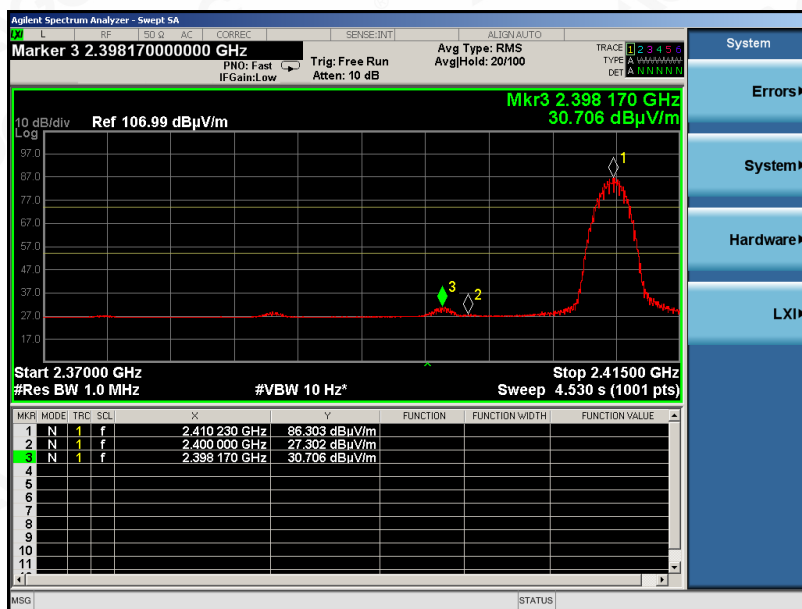 Agilent Spectrum Analyzer - Swept SA
LXI L RF 50 Ω AC CORREC SENSE:INT ALIGN AUTO
Marker 3 2.398170000000 GHz
PNO: Fast
IFGain:Low
Trig: Free Run
Atten: 10 dB
Avg Type: RMS
Avg|Hold: 20/100
TRACE 1 2 3 4 5 6
TYPE A WWWWW
DET A N N N N N
System
Errors
System
Hardware
LXI
Mkr3 2.398 170 GHz
30.706 dBµV/m
10 dB/div Ref 106.99 dBµV/m
Log
97.0
87.0
77.0
67.0
57.0
47.0
37.0
27.0
17.0
1
3
2
Start 2.37000 GHz Stop 2.41500 GHz
#Res BW 1.0 MHz #VBW 10 Hz* Sweep 4.530 s (1001 pts)
MKR MODE TRC SCL X Y FUNCTION FUNCTION WIDTH FUNCTION VALUE
1 N 1 f 2.410 230 GHz 86.303 dBµV/m
2 N 1 f 2.400 000 GHz 27.302 dBµV/m
3 N 1 f 2.398 170 GHz 30.706 dBµV/m
4
5
6
7
8
9
10
11
MSG STATUS